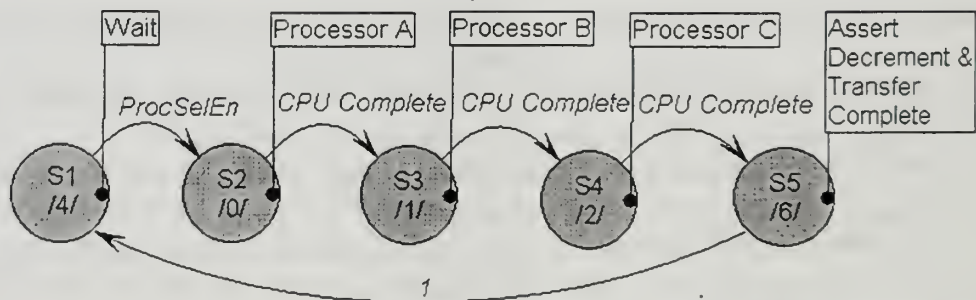 Wait
Processor A
Processor B
Processor C
Assert
Decrement &
Transfer
Complete
ProcSelEn
CPU Complete
CPU Complete
CPU Complete
S1
/4/
S2
/0/
S3
/1/
S4
/2/
S5
/6/
1